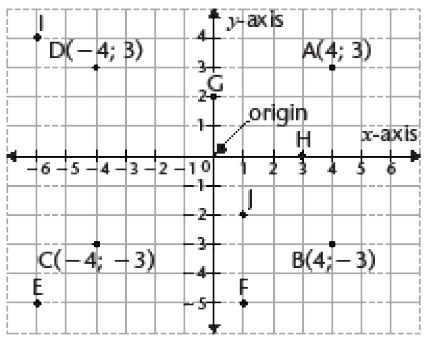 I
y-axis
4
D(−4; 3)
A(4; 3)
3
G
2
1
origin
H
x-axis
−6 −5 −4 −3 −2 −1 0 1 2 3 4 5 6
−1
J
−2
−3
C(−4; −3)
B(4; −3)
−4
E
F
−5